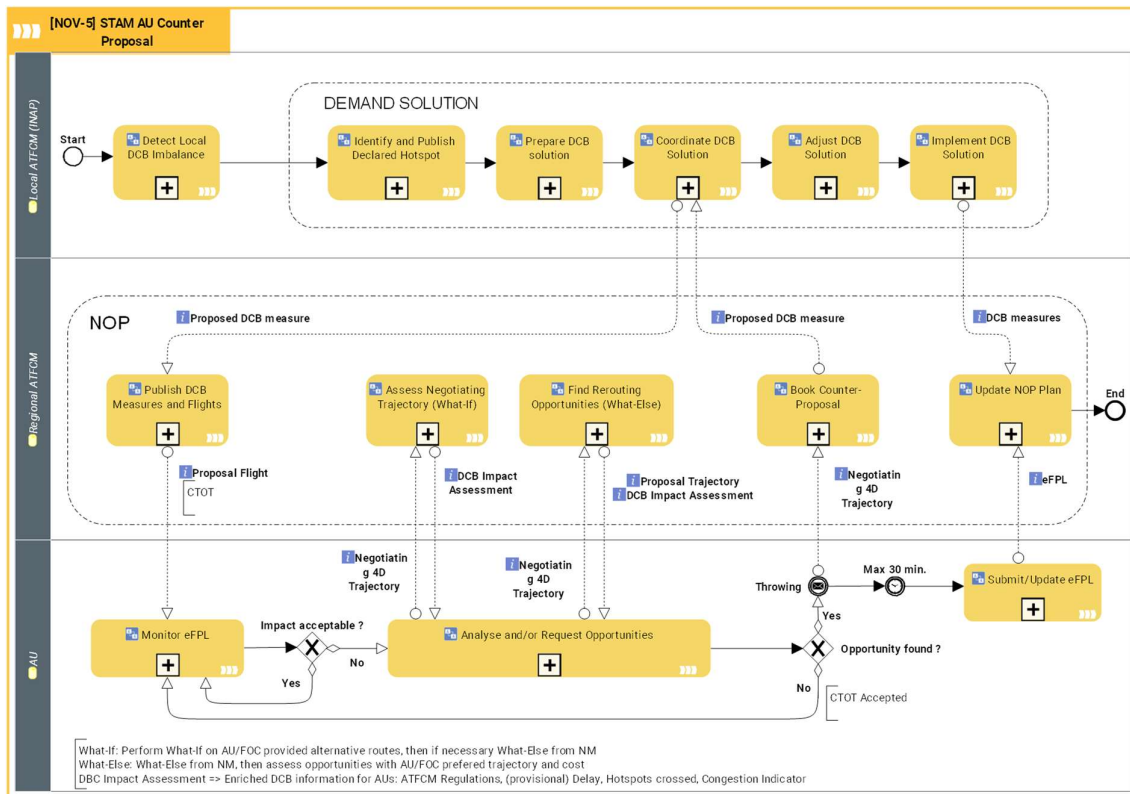 [NOV-5] STAM AU Counter
Proposal
Local ATFCM (INAP)
DEMAND SOLUTION
Start
Detect Local
DCB Imbalance
Identify and Publish
Declared Hotspot
Prepare DCB
solution
Coordinate DCB
Solution
Adjust DCB
Solution
Implement DCB
Solution
Regional ATFCM
NOP
Proposed DCB measure
Proposed DCB measure
DCB measures
Publish DCB
Measures and Flights
Assess Negotiating
Trajectory (What-If)
Find Rerouting
Opportunities (What-Else)
Book Counter-
Proposal
Update NOP Plan
End
Proposal Flight
CTOT
DCB Impact
Assessment
Proposal Trajectory
DCB Impact Assessment
Negotiatin
g 4D
Trajectory
eFPL
AU
Negotiatin
g 4D
Trajectory
Negotiatin
g 4D
Trajectory
Throwing
Max 30 min.
Submit/Update eFPL
Monitor eFPL
Impact acceptable ?
No
Yes
Analyse and/or Request Opportunities
Yes
Opportunity found ?
No
CTOT Accepted
What-If: Perform What-If on AU/FOC provided alternative routes, then if necessary What-Else from NM
What-Else: What-Else from NM, then assess opportunities with AU/FOC prefered trajectory and cost
DBC Impact Assessment => Enriched DCB information for AUs: ATFCM Regulations, (provisional) Delay, Hotspots crossed, Congestion Indicator